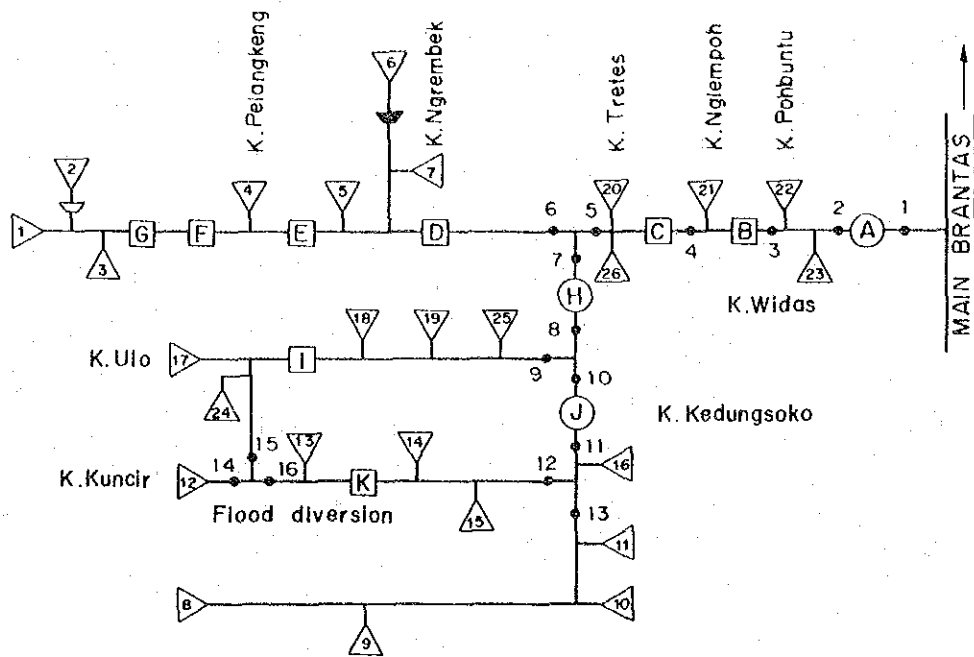 K. Pelangkeng
K. Ngrembek
K. Tretes
K. Nglempoh
K. Pohbuntu
MAIN BRANTAS
6
2
7
4
5
20
21
22
1
G
F
E
D
6
5
C
4
B
3
2
A
1
3
26
23
7
K. Widas
H
18
19
25
8
K. Ulo
17
I
9
10
24
J
K. Kedungsoko
15
13
14
11
K. Kuncir
12
14
16
K
12
16
Flood diversion
15
13
11
8
10
9